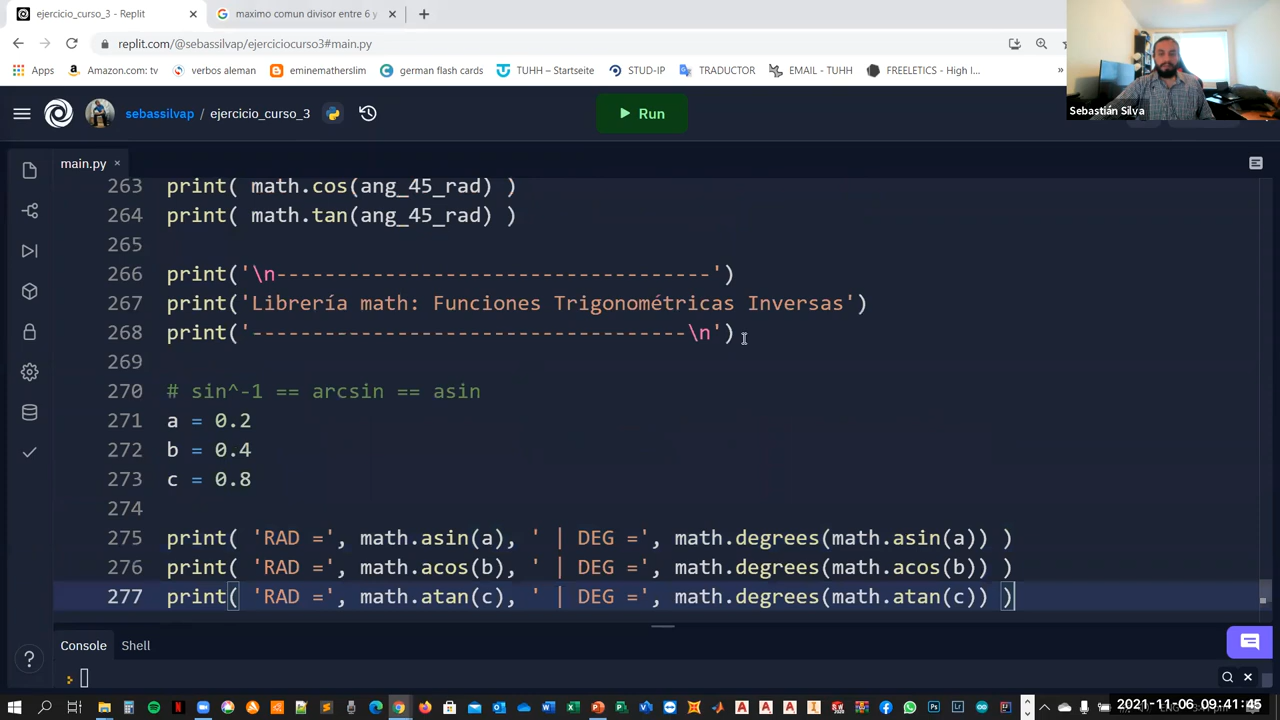 ejercicio_curso_3 - Replit
maximo comun divisor entre 6 y
replit.com/@sebassilvap/ejerciciocurso3#main.py
Apps
Amazon.com: tv
verbos aleman
eminematherslim
german flash cards
TUHH – Startseite
STUD-IP
TRADUCTOR
EMAIL - TUHH
FREELETICS - High I...
»
Sebastián Silva
sebassilvap / ejercicio_curso_3
Run
main.py
263 print( math.cos(ang_45_rad) )
264 print( math.tan(ang_45_rad) )
265
266 print('\n------------------------------------')
267 print('Librería math: Funciones Trigonométricas Inversas')
268 print('------------------------------------\n')
269
270 # sin^-1 == arcsin == asin
271 a = 0.2
272 b = 0.4
273 c = 0.8
274
275 print( 'RAD =', math.asin(a), ' | DEG =', math.degrees(math.asin(a)) )
276 print( 'RAD =', math.acos(b), ' | DEG =', math.degrees(math.acos(b)) )
277 print( 'RAD =', math.atan(c), ' | DEG =', math.degrees(math.atan(c)) )
Console
Shell
2021-11-06 09:41:45